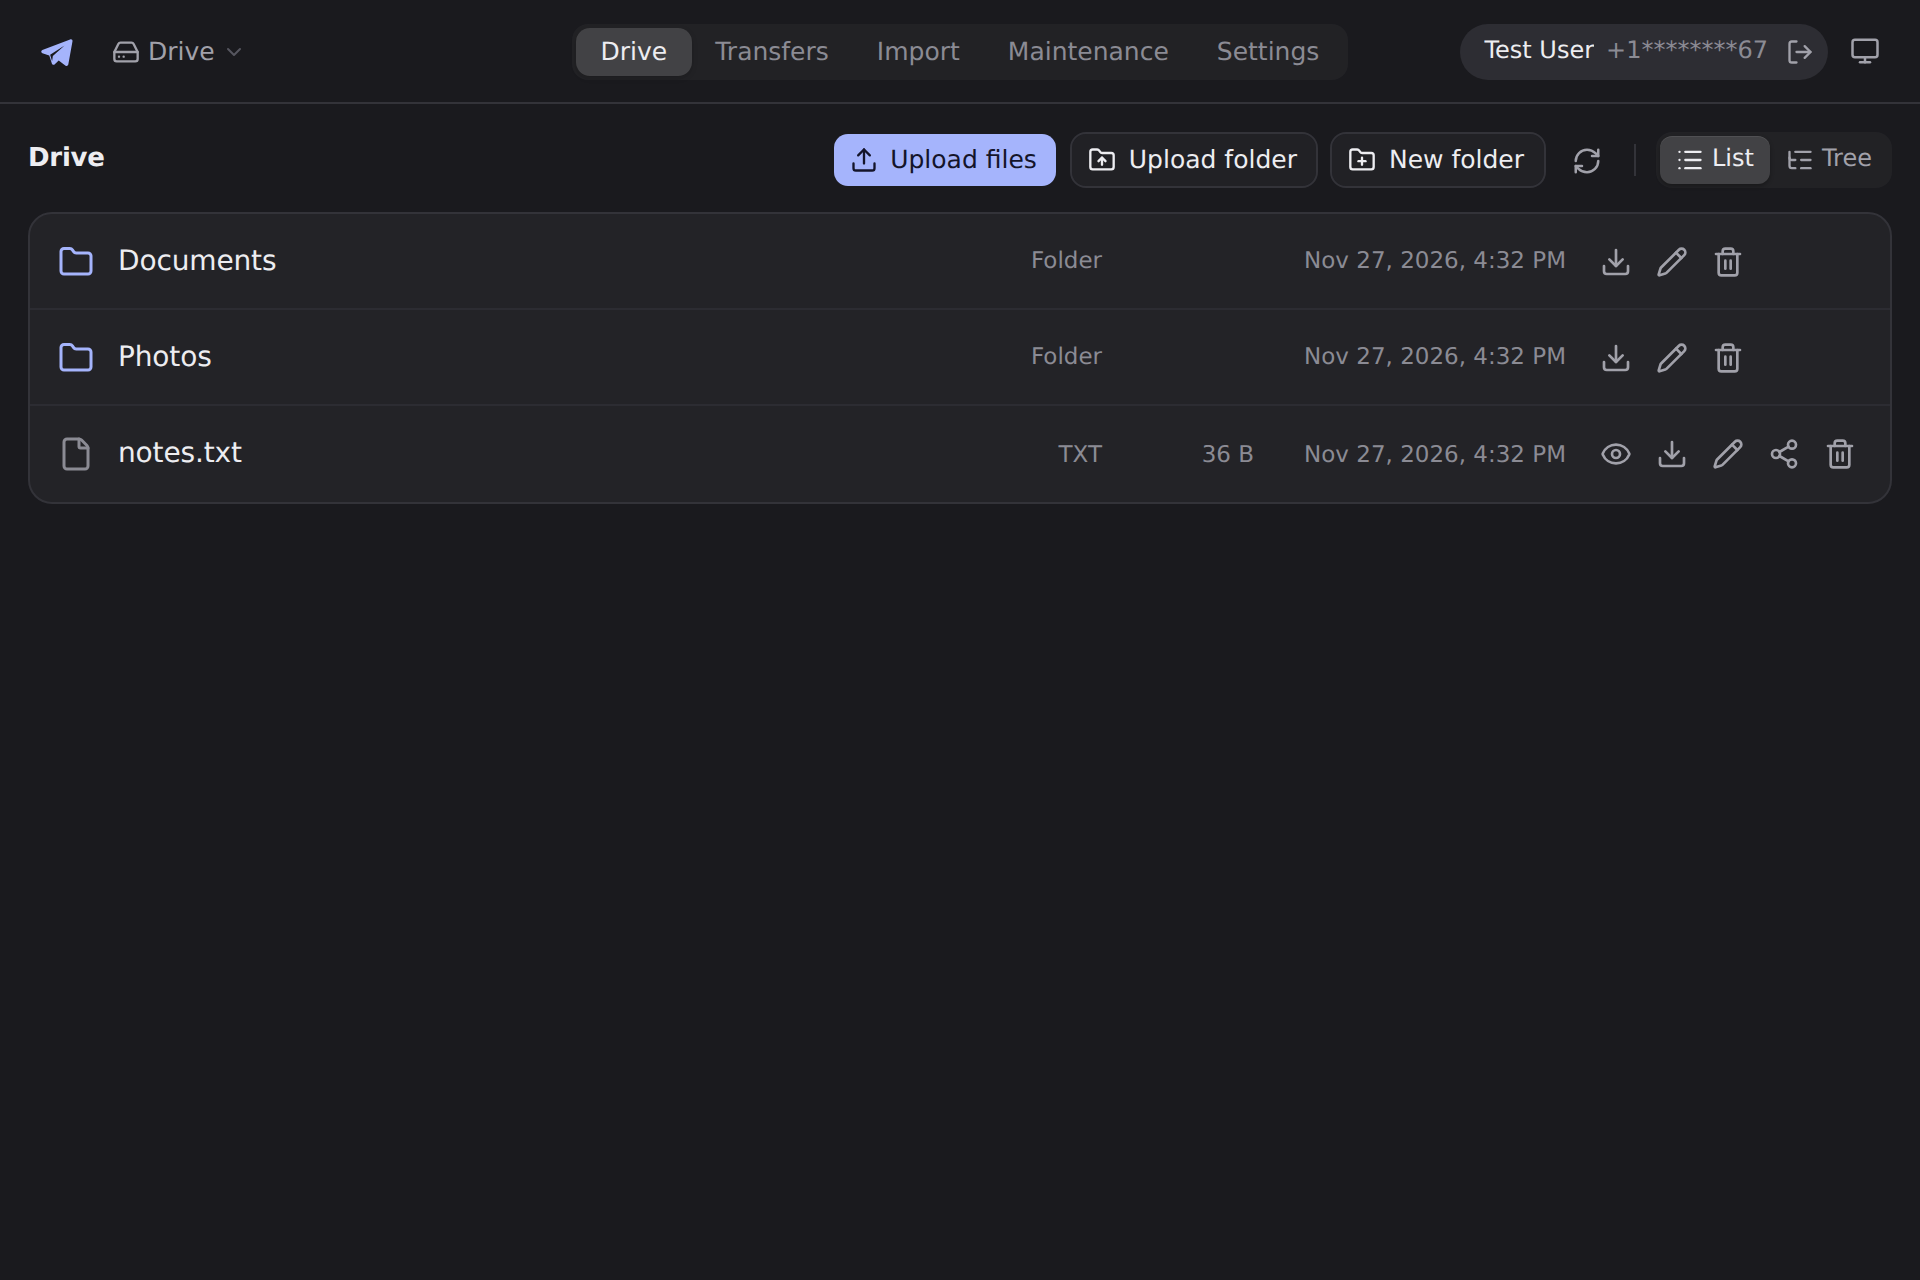 Drive
Drive Transfers Import Maintenance Settings
Test User +1********67
Drive
Upload files Upload folder New folder List Tree
Documents Folder Nov 27, 2026, 4:32 PM
Photos Folder Nov 27, 2026, 4:32 PM
notes.txt TXT 36 B Nov 27, 2026, 4:32 PM